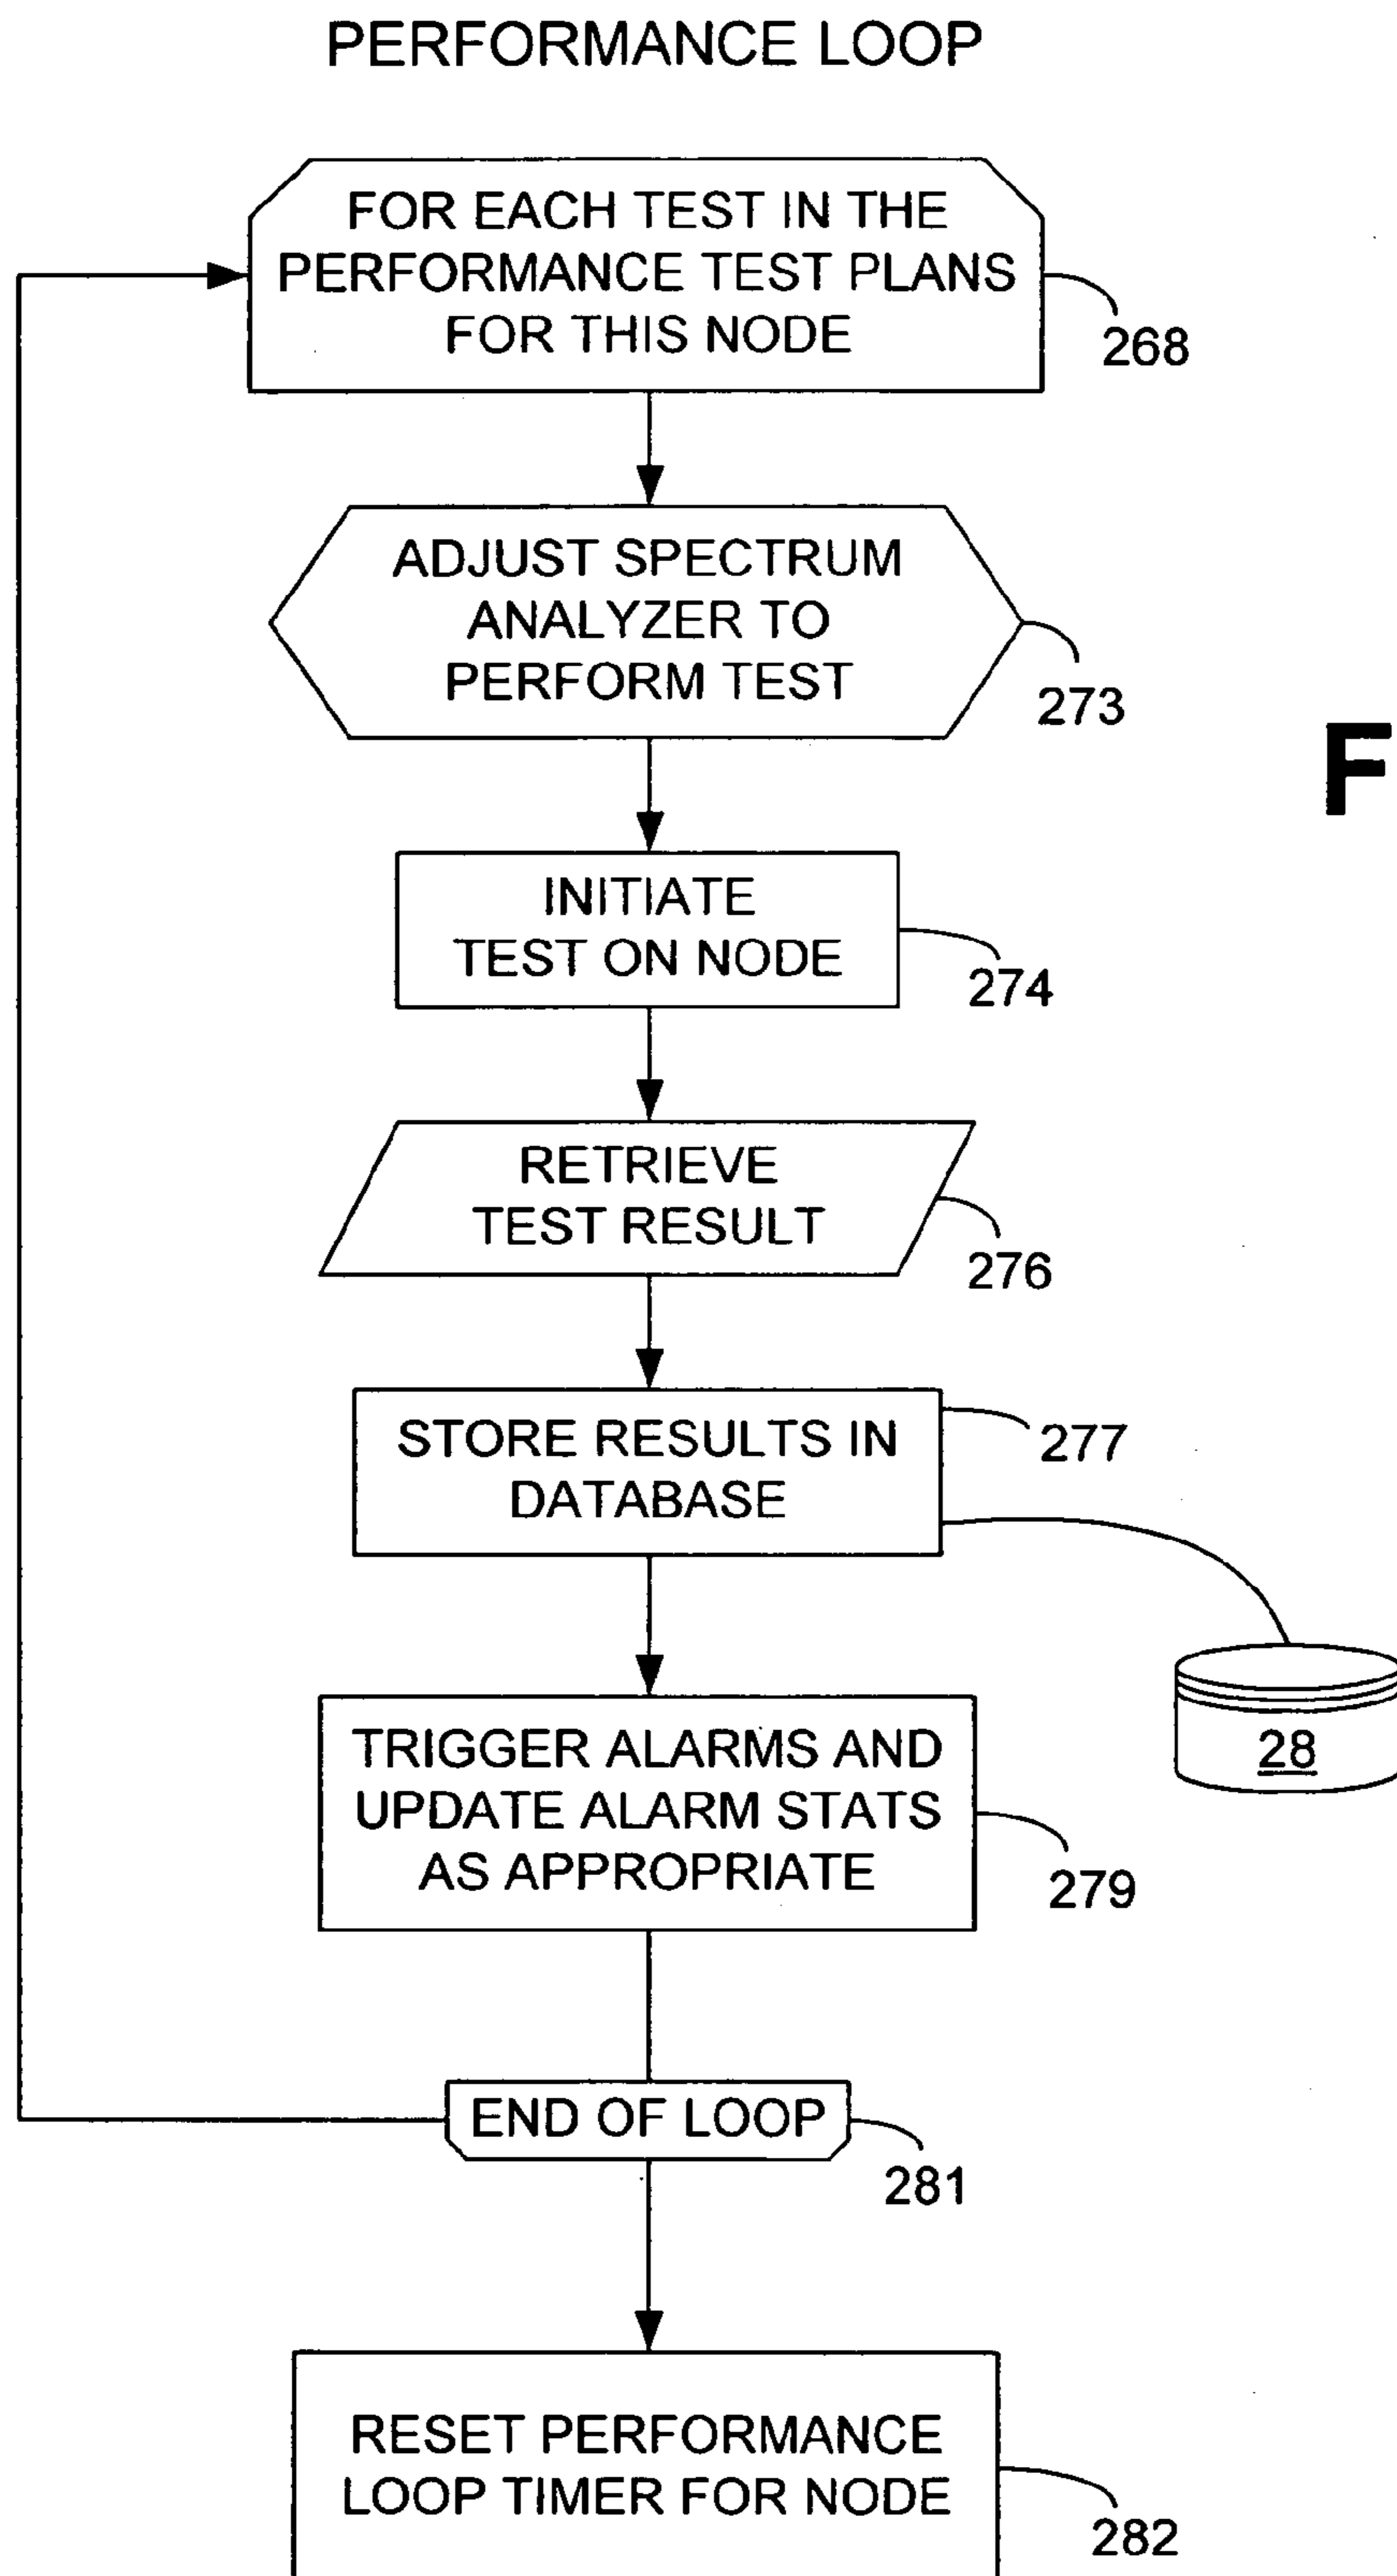 PERFORMANCE LOOP
FOR EACH TEST IN THE
PERFORMANCE TEST PLANS
FOR THIS NODE
268
ADJUST SPECTRUM
ANALYZER TO
PERFORM TEST
273
F
INITIATE
TEST ON NODE
274
RETRIEVE
TEST RESULT
276
STORE RESULTS IN
DATABASE
277
28
TRIGGER ALARMS AND
UPDATE ALARM STATS
AS APPROPRIATE
279
END OF LOOP
281
RESET PERFORMANCE
LOOP TIMER FOR NODE
282